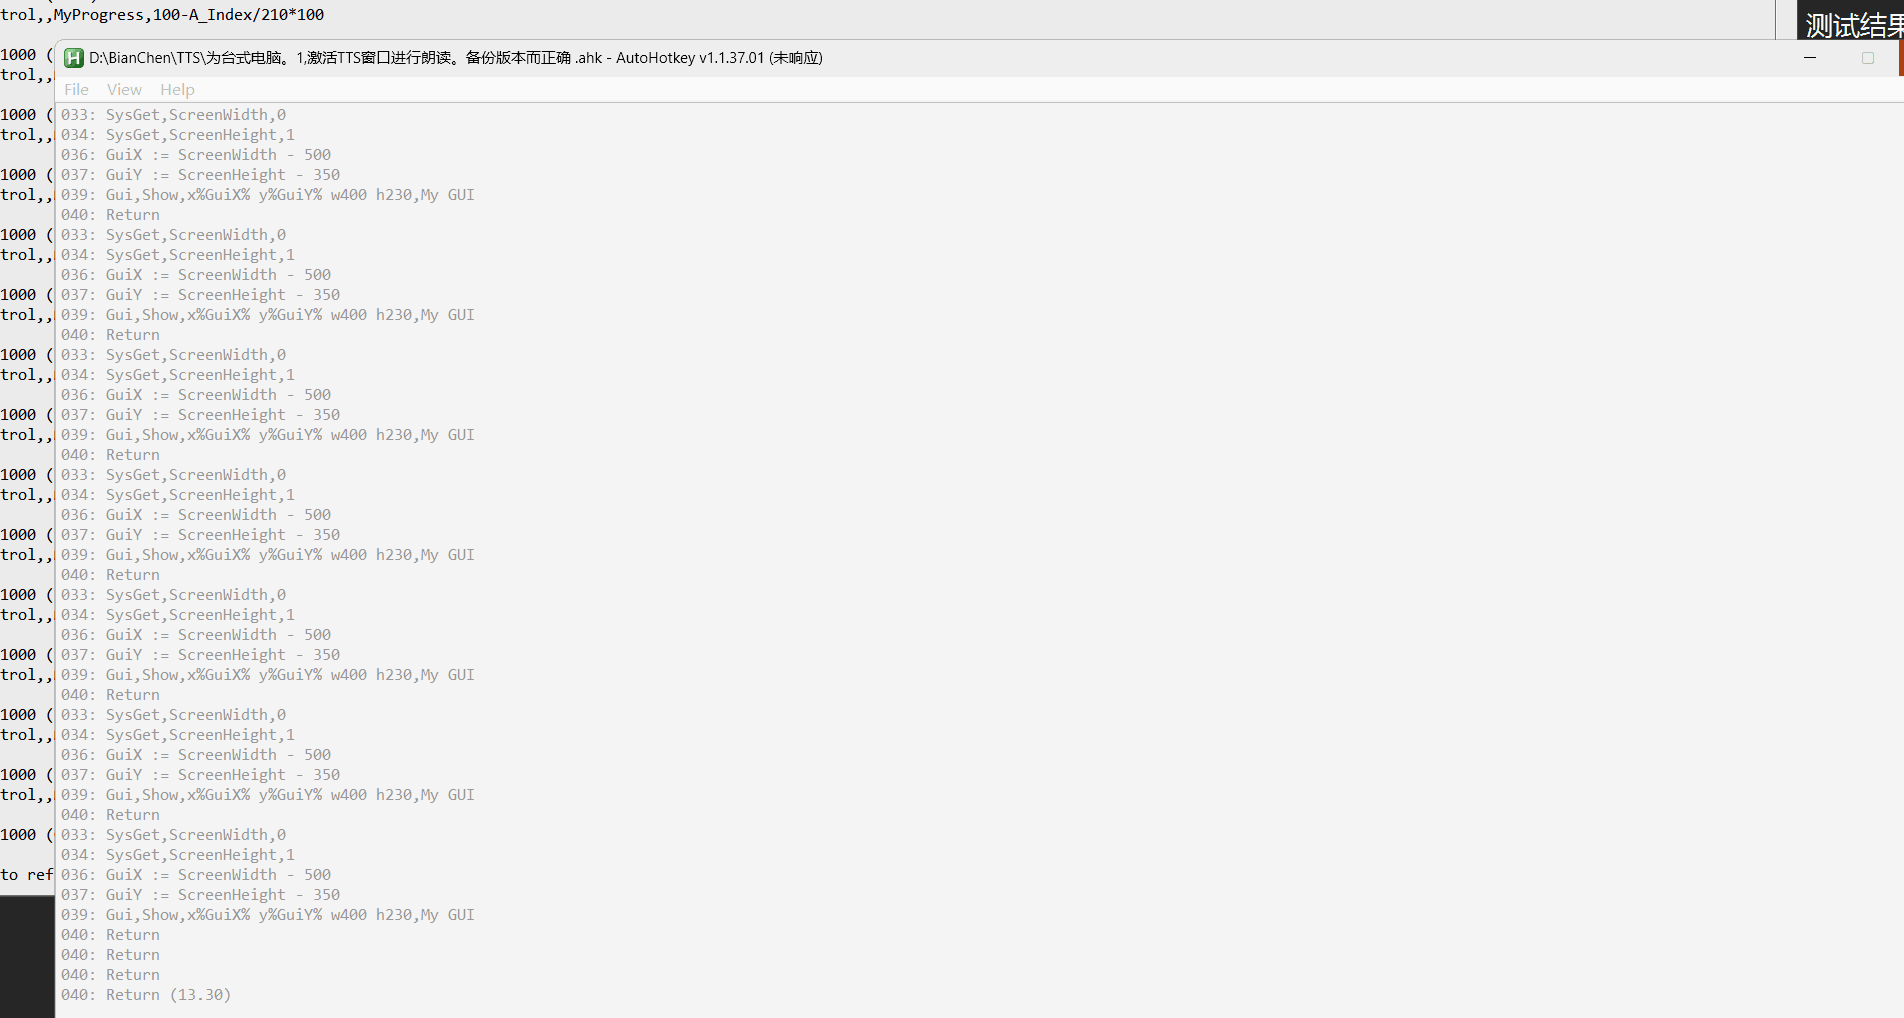 trol,,MyProgress,100-A_Index/210*100
测试结果
D:\BianChen\TTS\为台式电脑。1,激活TTS窗口进行朗读。备份版本而正确 .ahk - AutoHotkey v1.1.37.01 (未响应)
File View Help
1000 (
trol,,
1000 (
trol,,
1000 (
trol,,
1000 (
trol,,
1000 (
trol,,
1000 (
trol,,
1000 (
trol,,
1000 (
trol,,
1000 (
trol,,
1000 (
trol,,
1000 (
trol,,
1000 (
trol,,
1000 (
trol,,
1000 (
to ref
033: SysGet,ScreenWidth,0
034: SysGet,ScreenHeight,1
036: GuiX := ScreenWidth - 500
037: GuiY := ScreenHeight - 350
039: Gui,Show,x%GuiX% y%GuiY% w400 h230,My GUI
040: Return
033: SysGet,ScreenWidth,0
034: SysGet,ScreenHeight,1
036: GuiX := ScreenWidth - 500
037: GuiY := ScreenHeight - 350
039: Gui,Show,x%GuiX% y%GuiY% w400 h230,My GUI
040: Return
033: SysGet,ScreenWidth,0
034: SysGet,ScreenHeight,1
036: GuiX := ScreenWidth - 500
037: GuiY := ScreenHeight - 350
039: Gui,Show,x%GuiX% y%GuiY% w400 h230,My GUI
040: Return
033: SysGet,ScreenWidth,0
034: SysGet,ScreenHeight,1
036: GuiX := ScreenWidth - 500
037: GuiY := ScreenHeight - 350
039: Gui,Show,x%GuiX% y%GuiY% w400 h230,My GUI
040: Return
033: SysGet,ScreenWidth,0
034: SysGet,ScreenHeight,1
036: GuiX := ScreenWidth - 500
037: GuiY := ScreenHeight - 350
039: Gui,Show,x%GuiX% y%GuiY% w400 h230,My GUI
040: Return
033: SysGet,ScreenWidth,0
034: SysGet,ScreenHeight,1
036: GuiX := ScreenWidth - 500
037: GuiY := ScreenHeight - 350
039: Gui,Show,x%GuiX% y%GuiY% w400 h230,My GUI
040: Return
033: SysGet,ScreenWidth,0
034: SysGet,ScreenHeight,1
036: GuiX := ScreenWidth - 500
037: GuiY := ScreenHeight - 350
039: Gui,Show,x%GuiX% y%GuiY% w400 h230,My GUI
040: Return
040: Return
040: Return
040: Return (13.30)